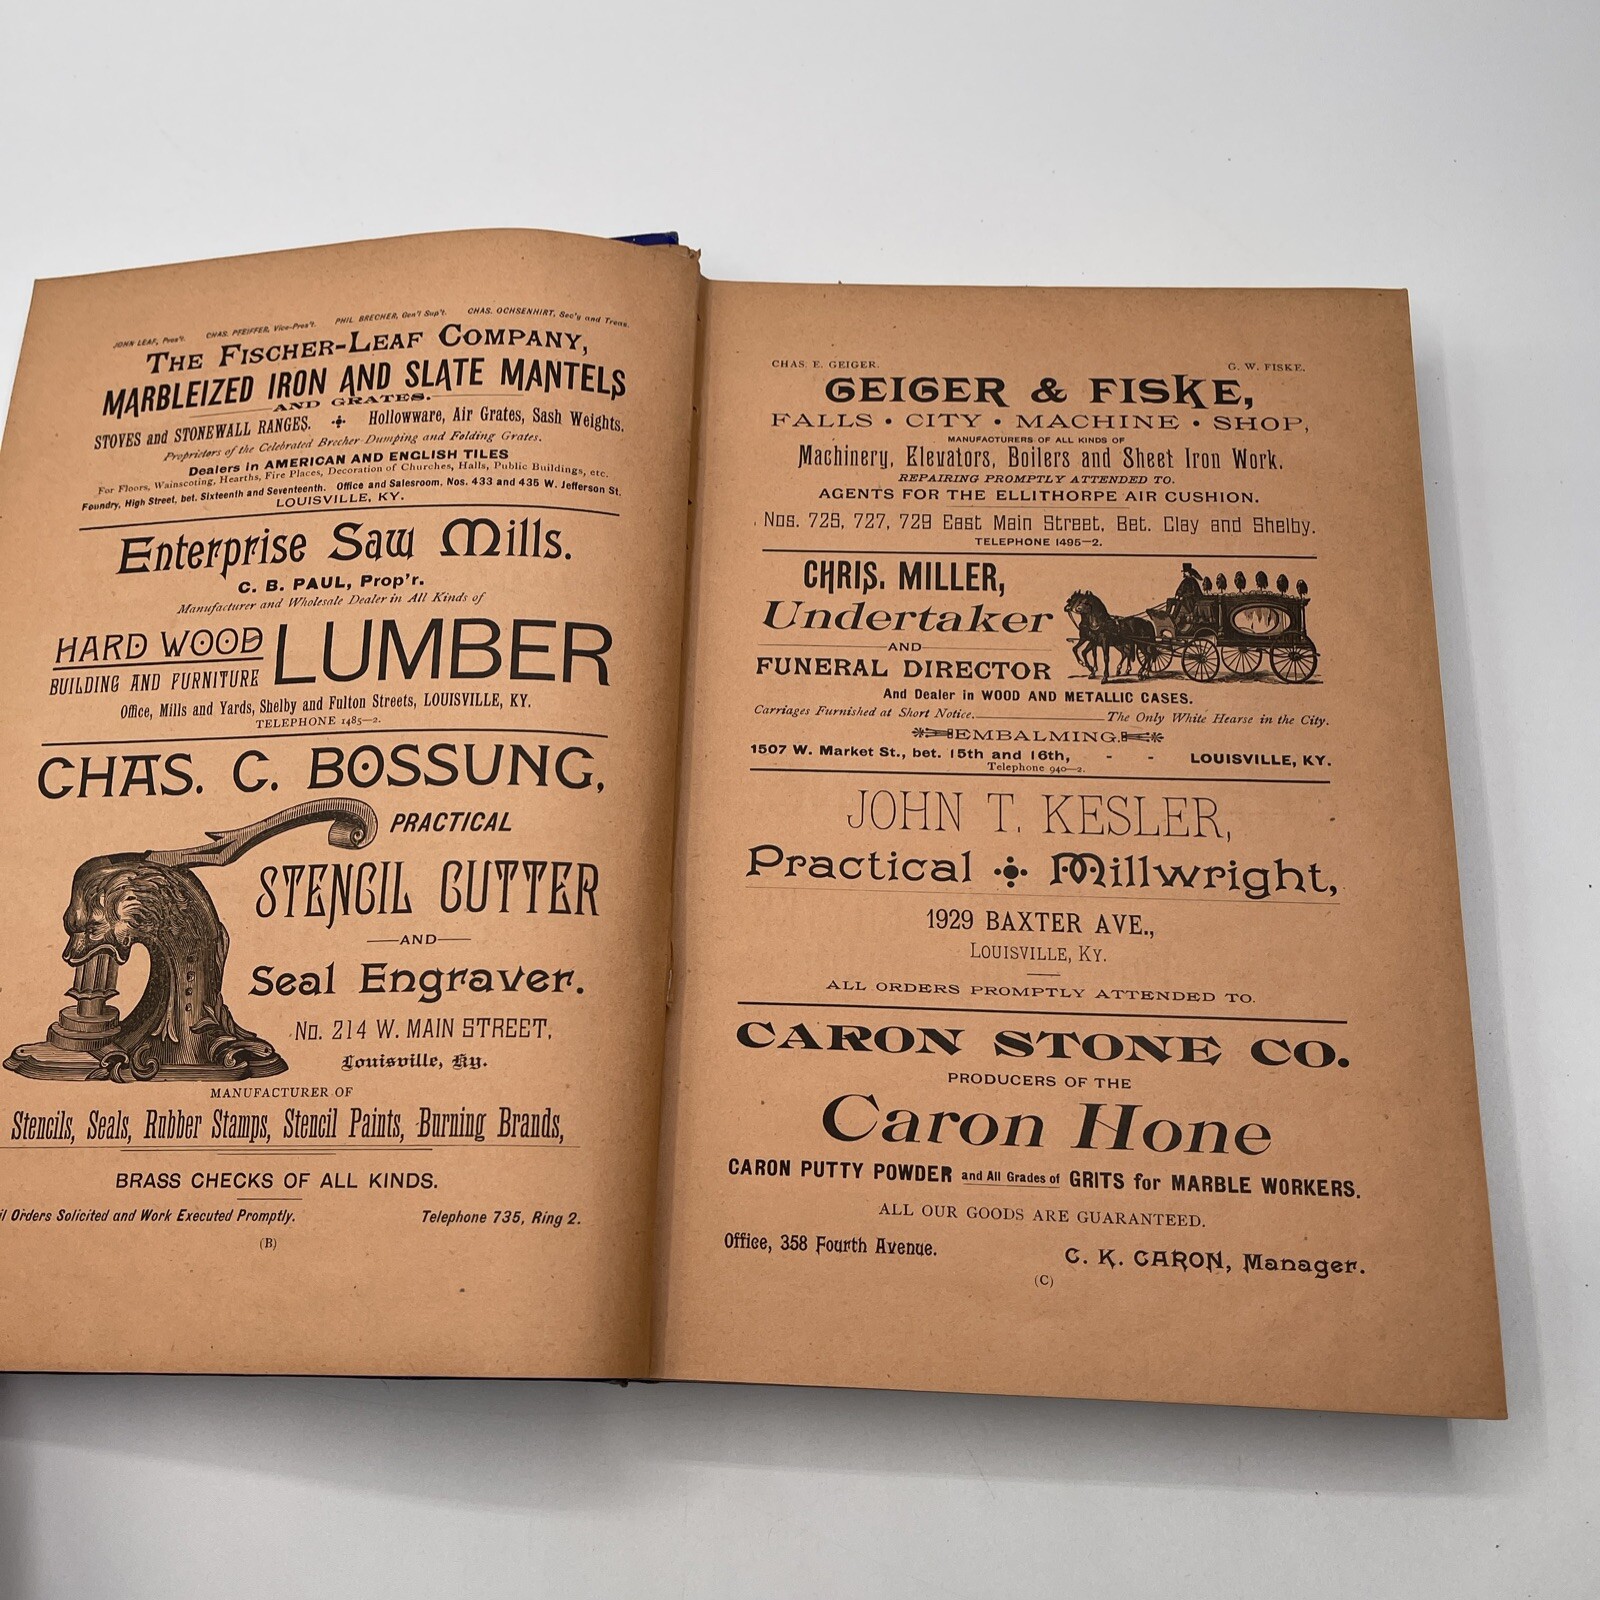 JOHN LEAF, Pres't. CHAS. PFEIFFER, Vice-Pres't. PHIL BRECHER, Gen'l Sup't. CHAS. OCHSENHIRT, Sec'y and Treas.
THE FISCHER-LEAF COMPANY,
MARBLEIZED IRON AND SLATE MANTELS
AND GRATES.
STOVES and STONEWALL RANGES. Hollowware, Air Grates, Sash Weights.
Proprietors of the Celebrated Brecher Dumping and Folding Grates.
Dealers in AMERICAN AND ENGLISH TILES
For Floors, Wainscoting, Hearths, Fire Places, Decoration of Churches, Halls, Public Buildings, etc.
Foundry, High Street, bet. Sixteenth and Seventeenth. Office and Salesroom, Nos. 433 and 435 W. Jefferson St.
LOUISVILLE, KY.
Enterprise Saw Mills.
C. B. PAUL, Prop'r.
Manufacturer and Wholesale Dealer in All Kinds of
HARD WOOD
BUILDING AND FURNITURE
LUMBER
Office, Mills and Yards, Shelby and Fulton Streets, LOUISVILLE, KY.
TELEPHONE 1485—2.
CHAS. C. BOSSUNG,
PRACTICAL
STENCIL CUTTER
—AND—
Seal Engraver.
No. 214 W. MAIN STREET,
Louisville, Ky.
MANUFACTURER OF
Stencils, Seals, Rubber Stamps, Stencil Paints, Burning Brands,
BRASS CHECKS OF ALL KINDS.
il Orders Solicited and Work Executed Promptly. Telephone 735, Ring 2.
(B)
CHAS. E. GEIGER. G. W. FISKE.
GEIGER & FISKE,
FALLS • CITY • MACHINE • SHOP,
MANUFACTURERS OF ALL KINDS OF
Machinery, Elevators, Boilers and Sheet Iron Work.
REPAIRING PROMPTLY ATTENDED TO.
AGENTS FOR THE ELLITHORPE AIR CUSHION.
Nos. 725, 727, 729 East Main Street, Bet. Clay and Shelby.
TELEPHONE 1495—2.
CHRIS. MILLER,
Undertaker
—AND—
FUNERAL DIRECTOR
And Dealer in WOOD AND METALLIC CASES.
Carriages Furnished at Short Notice. The Only White Hearse in the City.
EMBALMING.
1507 W. Market St., bet. 15th and 16th, - - LOUISVILLE, KY.
Telephone 940—2.
JOHN T. KESLER,
Practical Millwright,
1929 BAXTER AVE.,
LOUISVILLE, KY.
ALL ORDERS PROMPTLY ATTENDED TO.
CARON STONE CO.
PRODUCERS OF THE
Caron Hone
CARON PUTTY POWDER and All Grades of GRITS for MARBLE WORKERS.
ALL OUR GOODS ARE GUARANTEED.
Office, 358 Fourth Avenue. C. K. CARON, Manager.
(C)